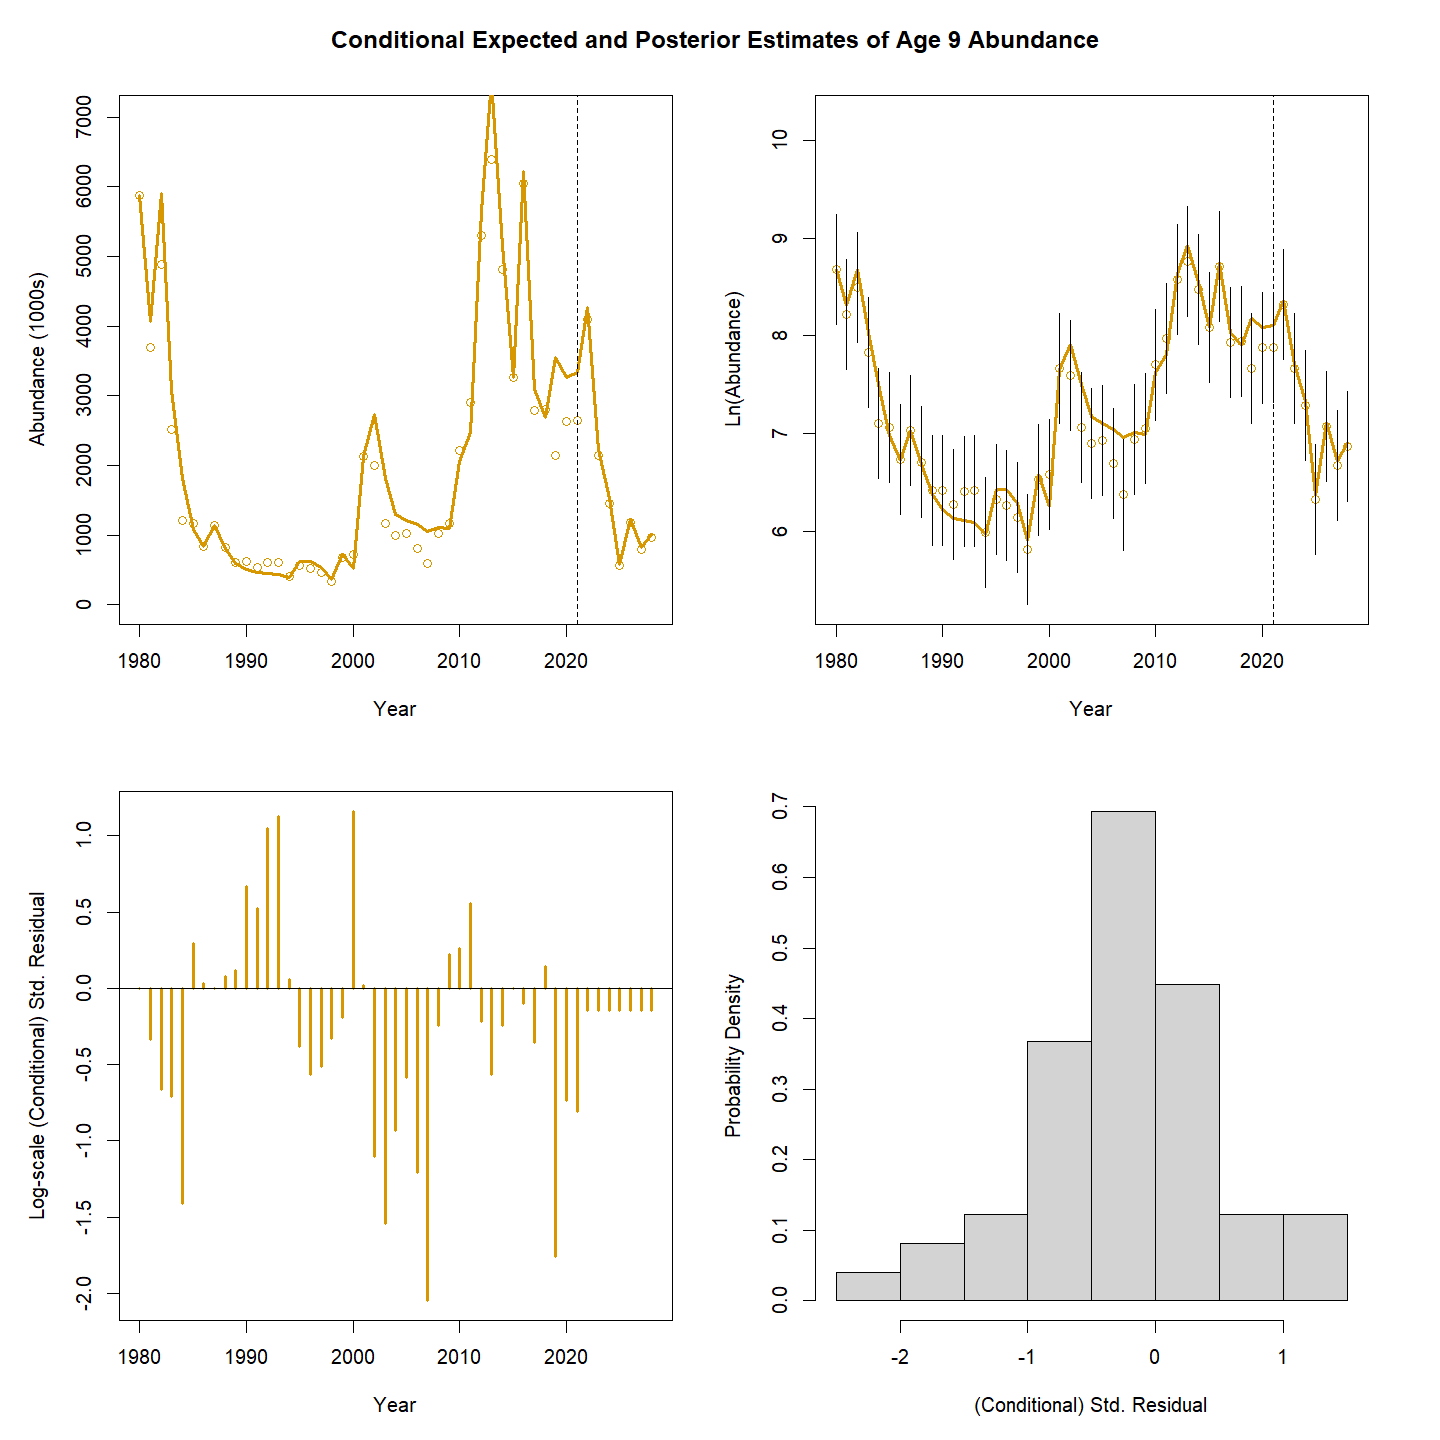 Conditional Expected and Posterior Estimates of Age 9 Abundance
Abundance (1000s)
7000
6000
5000
4000
3000
2000
1000
0
1980 1990 2000 2010 2020
Year
Ln(Abundance)
10
9
8
7
6
1980 1990 2000 2010 2020
Year
Log-scale (Conditional) Std. Residual
1.0
0.5
0.0
-0.5
-1.0
-1.5
-2.0
1980 1990 2000 2010 2020
Year
Probability Density
0.7
0.6
0.5
0.4
0.3
0.2
0.1
0.0
-2 -1 0 1
(Conditional) Std. Residual